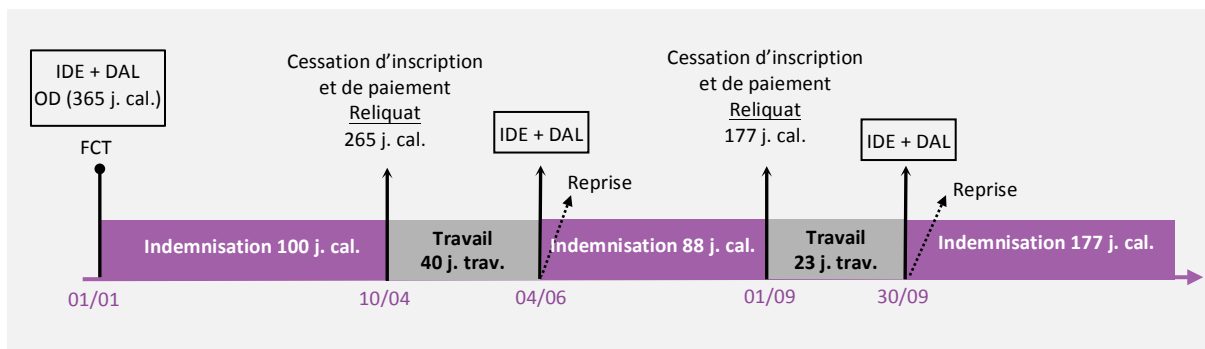 IDE + DAL
OD (365 j. cal.)
FCT
Cessation d’inscription
et de paiement
Reliquat
265 j. cal.
IDE + DAL
Reprise
Cessation d’inscription
et de paiement
Reliquat
177 j. cal.
IDE + DAL
Reprise
Indemnisation 100 j. cal.
Travail
40 j. trav.
Indemnisation 88 j. cal.
Travail
23 j. trav.
Indemnisation 177 j. cal.
01/01
10/04
04/06
01/09
30/09